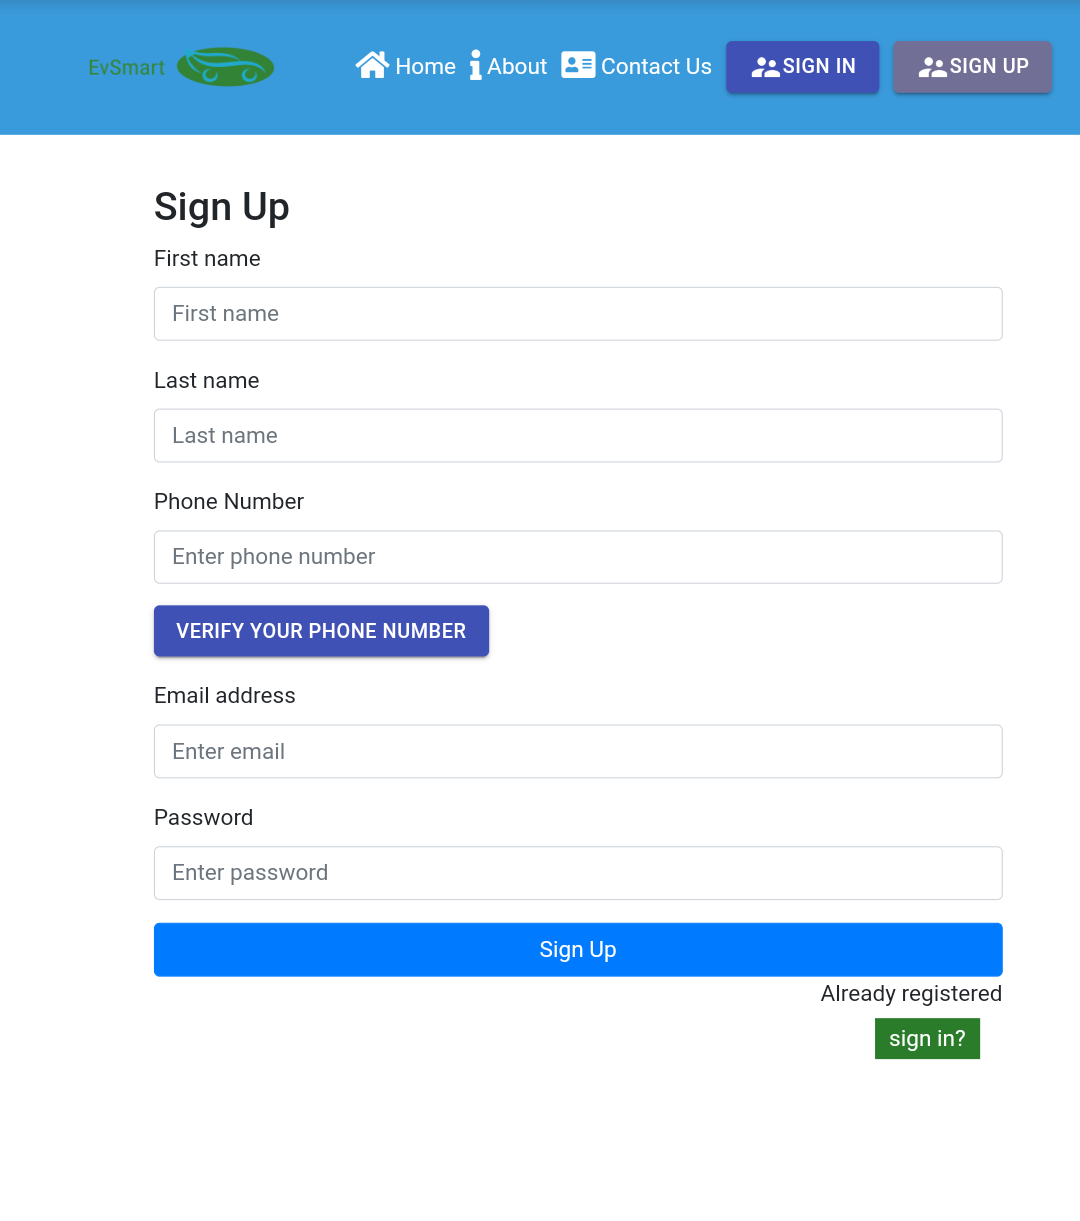 EvSmart Home About Contact Us SIGN IN SIGN UP
Sign Up
First name
First name
Last name
Last name
Phone Number
Enter phone number
VERIFY YOUR PHONE NUMBER
Email address
Enter email
Password
Enter password
Sign Up
Already registered
sign in?